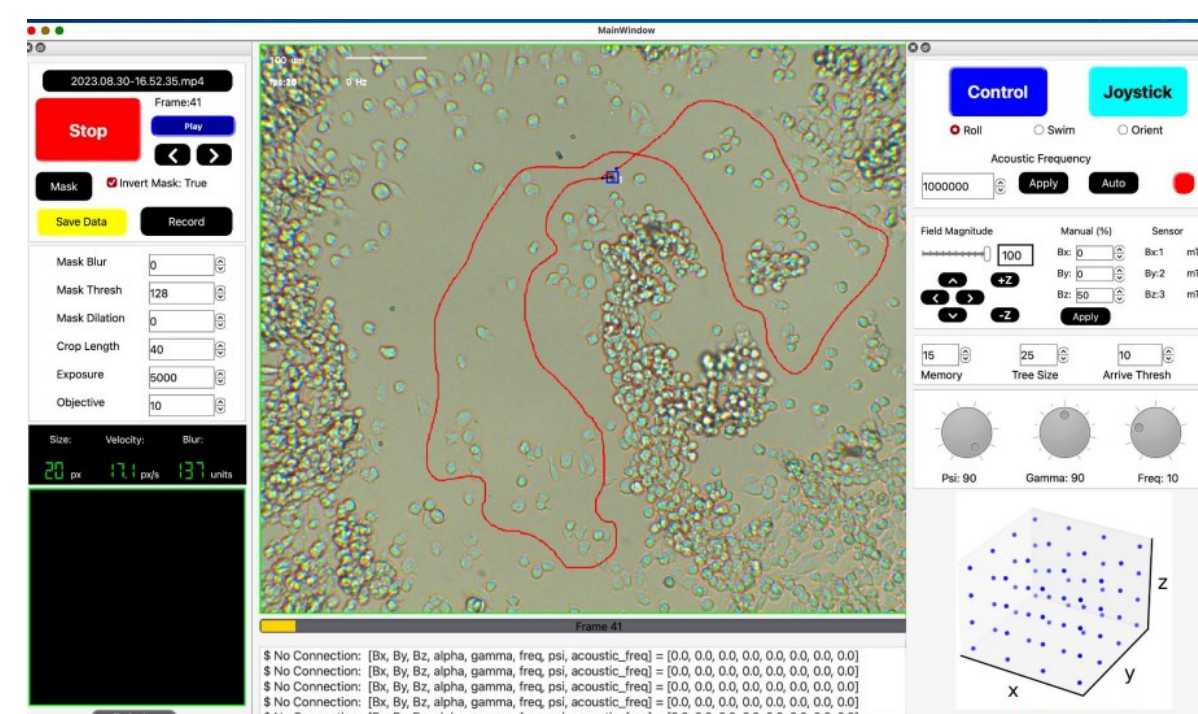 MainWindow
2023.08.30-16.52.35.mp4
Frame:41
Stop
Play
Mask
Invert Mask: True
Save Data
Record
Mask Blur
0
Mask Thresh
128
Mask Dilation
0
Crop Length
40
Exposure
5000
Objective
10
Size: Velocity: Blur:
20 px 17.1 px/s 137 units
100 um
fps:20 0 Hz
Frame 41
$ No Connection: [Bx, By, Bz, alpha, gamma, freq, psi, acoustic_freq] = [0.0, 0.0, 0.0, 0.0, 0.0, 0.0, 0.0, 0.0]
$ No Connection: [Bx, By, Bz, alpha, gamma, freq, psi, acoustic_freq] = [0.0, 0.0, 0.0, 0.0, 0.0, 0.0, 0.0, 0.0]
$ No Connection: [Bx, By, Bz, alpha, gamma, freq, psi, acoustic_freq] = [0.0, 0.0, 0.0, 0.0, 0.0, 0.0, 0.0, 0.0]
$ No Connection: [Bx, By, Bz, alpha, gamma, freq, psi, acoustic_freq] = [0.0, 0.0, 0.0, 0.0, 0.0, 0.0, 0.0, 0.0]
Control Joystick
Roll Swim Orient
Acoustic Frequency
1000000 Apply Auto
Field Magnitude Manual (%) Sensor
100
+Z
-Z
Bx: 0 Bx:1
By: 0 By:2
Bz: 50 Bz:3
Apply
15 25 10
Memory Tree Size Arrive Thresh
Psi: 90 Gamma: 90 Freq: 10
z
y
x